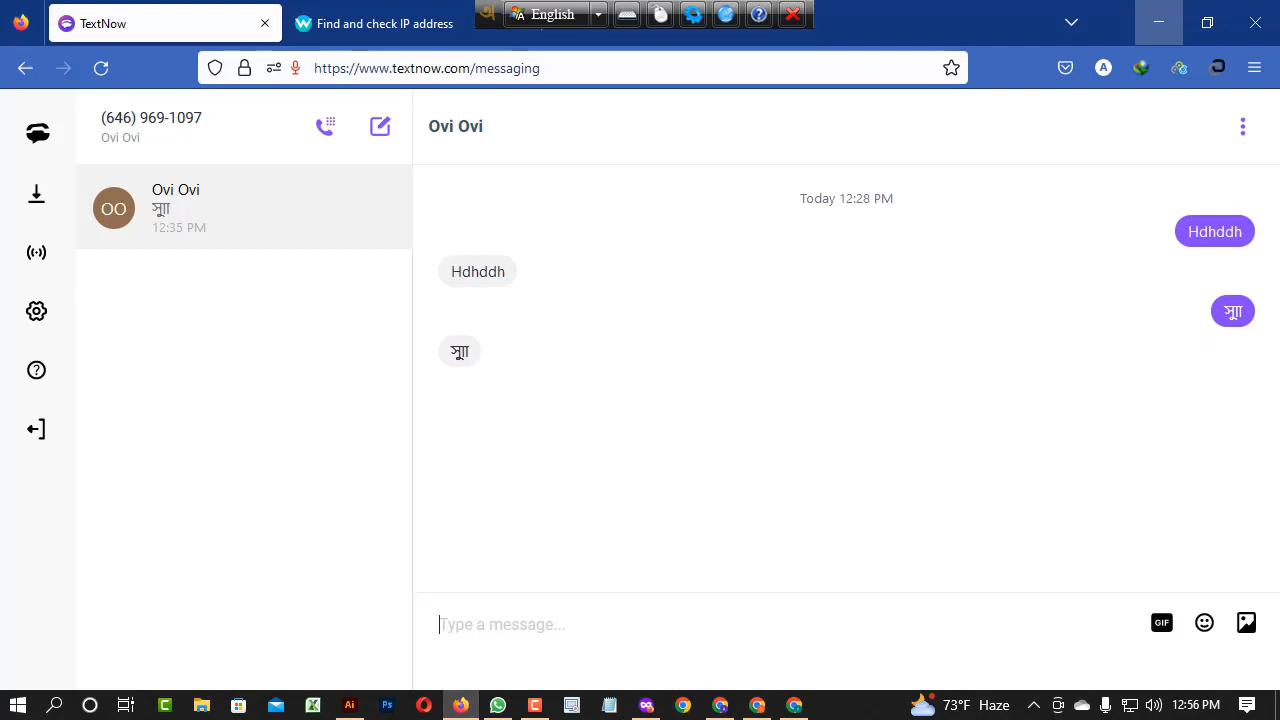 TextNow
Find and check IP address
অ
English
https://www.textnow.com/messaging
(646) 969-1097
Ovi Ovi
Ovi Ovi
OO
Ovi Ovi
স্যুা
12:35 PM
Today 12:28 PM
Hdhddh
Hdhddh
স্যুা
স্যুা
Type a message...
GIF
73°F Haze
12:56 PM